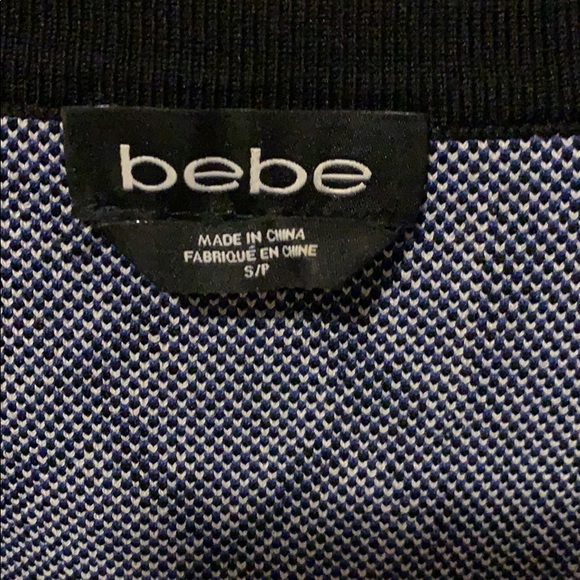 bebe
MADE IN CHINA
FABRIQUÉ EN CHINE
S/P